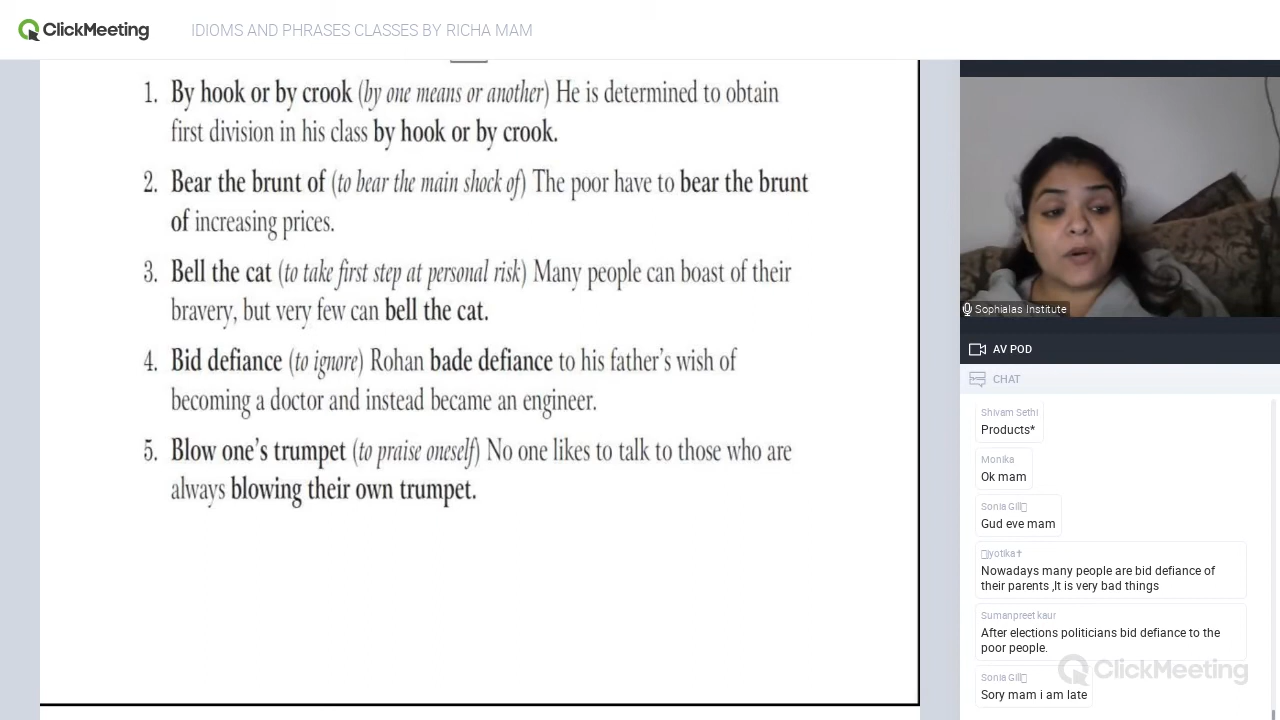 ClickMeeting
IDIOMS AND PHRASES CLASSES BY RICHA MAM
1. By hook or by crook (by one means or another) He is determined to obtain
first division in his class by hook or by crook.
2. Bear the brunt of (to bear the main shock of) The poor have to bear the brunt
of increasing prices.
3. Bell the cat (to take first step at personal risk) Many people can boast of their
bravery, but very few can bell the cat.
4. Bid defiance (to ignore) Rohan bade defiance to his father's wish of
becoming a doctor and instead became an engineer.
5. Blow one's trumpet (to praise oneself) No one likes to talk to those who are
always blowing their own trumpet.
Sophialas Institute
AV POD
CHAT
Shivam Sethi
Products*
Monika
Ok mam
Sonia Gill
Gud eve mam
Jyotika✝
Nowadays many people are bid defiance of
their parents ,It is very bad things
Sumanpreet kaur
After elections politicians bid defiance to the
poor people.
Sonia Gill
Sory mam i am late
ClickMeeting